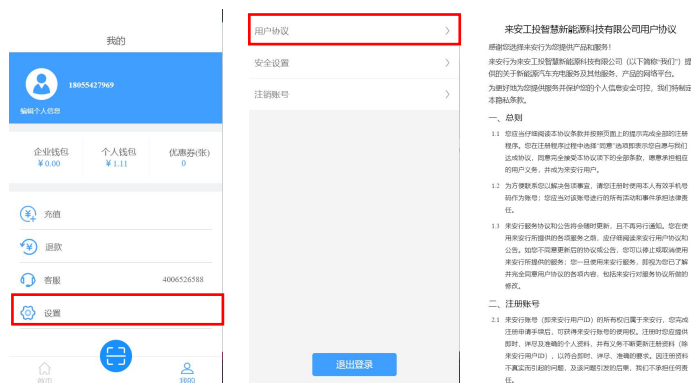 我的
18055427969
编辑个人信息
企业钱包
¥ 0.00
个人钱包
¥ 1.11
优惠券(张)
0
充值
退款
客服
4006526588
设置
首页
我的
用户协议
安全设置
注销账号
退出登录
来安工投智慧新能源科技有限公司用户协议
感谢您选择来安行为您提供产品和服务!
来安行为来安工投智慧新能源科技有限公司(以下简称“我们”)提
供的关于新能源汽车充电服务及其他服务、产品的网络平台。
为更好地为您提供服务并保护您的个人信息安全可控,我们特制定
本隐私条款。
一、总则
1.1 您应当仔细阅读本协议条款并按照页面上的提示完成全部的注册
程序。您在注册程序过程中选择“同意”选项即表示您自愿与我们
达成协议,同意完全接受本协议项下的全部条款,愿意承担相应
的用户义务,并成为来安行用户。
1.2 为方便联系您以解决各项事宜,请您注册时使用本人有效手机号
码作为账号;您应当对该账号进行的所有活动和事件承担法律责
任。
1.3 来安行服务协议和公告将会随时更新,且不再另行通知。您在使
用来安行所提供的各项服务之前,应仔细阅读来安行用户协议和
公告。如您不同意更新后的协议或公告,您可以停止或取消使用
来安行所提供的服务;您一旦使用来安行服务,即视为您已了解
并完全同意用户协议的各项内容,包括来安行对服务协议所做的
修改。
二、注册账号
2.1 来安行账号(即来安行用户ID)的所有权归属于来安行,您完成
注册申请手续后,可获得来安行账号的使用权。注册时您应提供
即时、详尽及准确的个人资料,并有义务不断更新注册资料(除
来安行用户ID),以符合即时、详尽、准确的要求。因注册资料
不真实而引起的问题,及该问题引发的后果,我们不承担任何责
任。